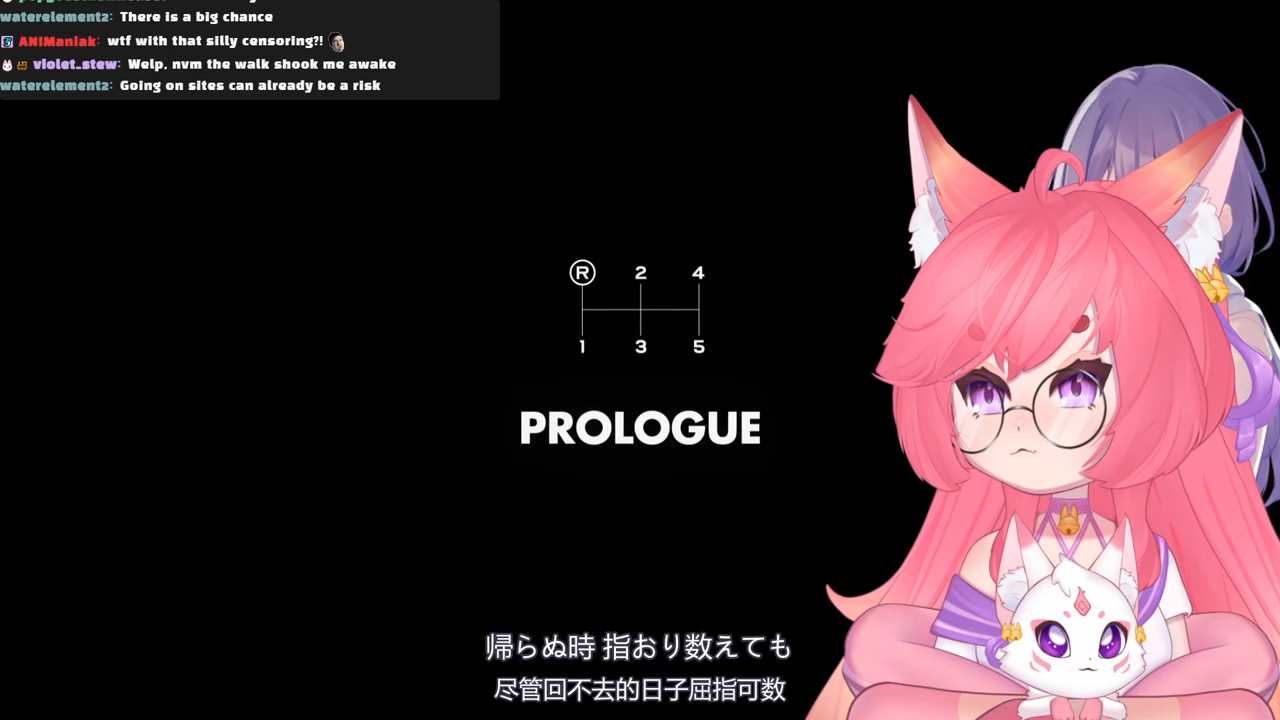 waterelement2: There is a big chance
ANIManiak: wtf with that silly censoring?!
violet_stew: Welp, nvm the walk shook me awake
waterelement2: Going on sites can already be a risk
R 2 4
1 3 5
PROLOGUE
帰らぬ時 指おり数えても
尽管回不去的日子屈指可数